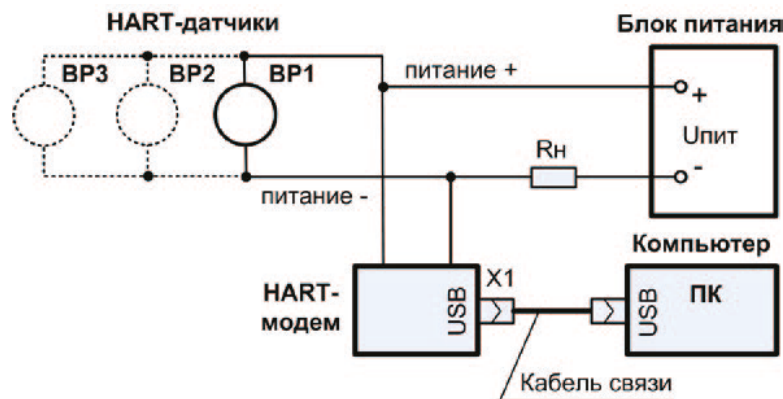 HART-датчики
Блок питания
BP3
BP2
BP1
питание +
+
Uпит
Rн
-
питание -
Компьютер
HART-
модем
USB
X1
USB
ПК
Кабель связи